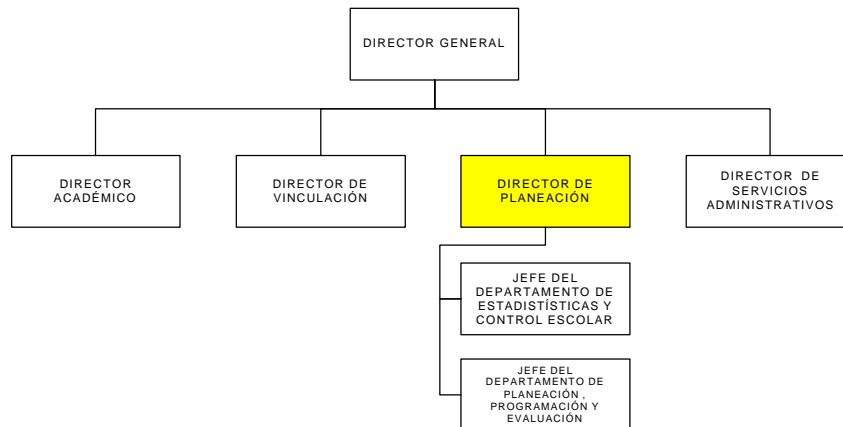 DIRECTOR GENERAL
DIRECTOR
ACADÉMICO
DIRECTOR DE
VINCULACIÓN
DIRECTOR DE
PLANEACIÓN
DIRECTOR DE
SERVICIOS
ADMINISTRATIVOS
JEFE DEL
DEPARTAMENTO DE
ESTADISTÍSTICAS Y
CONTROL ESCOLAR
JEFE DEL
DEPARTAMENTO DE
PLANEACIÓN ,
PROGRAMACIÓN Y
EVALUACIÓN